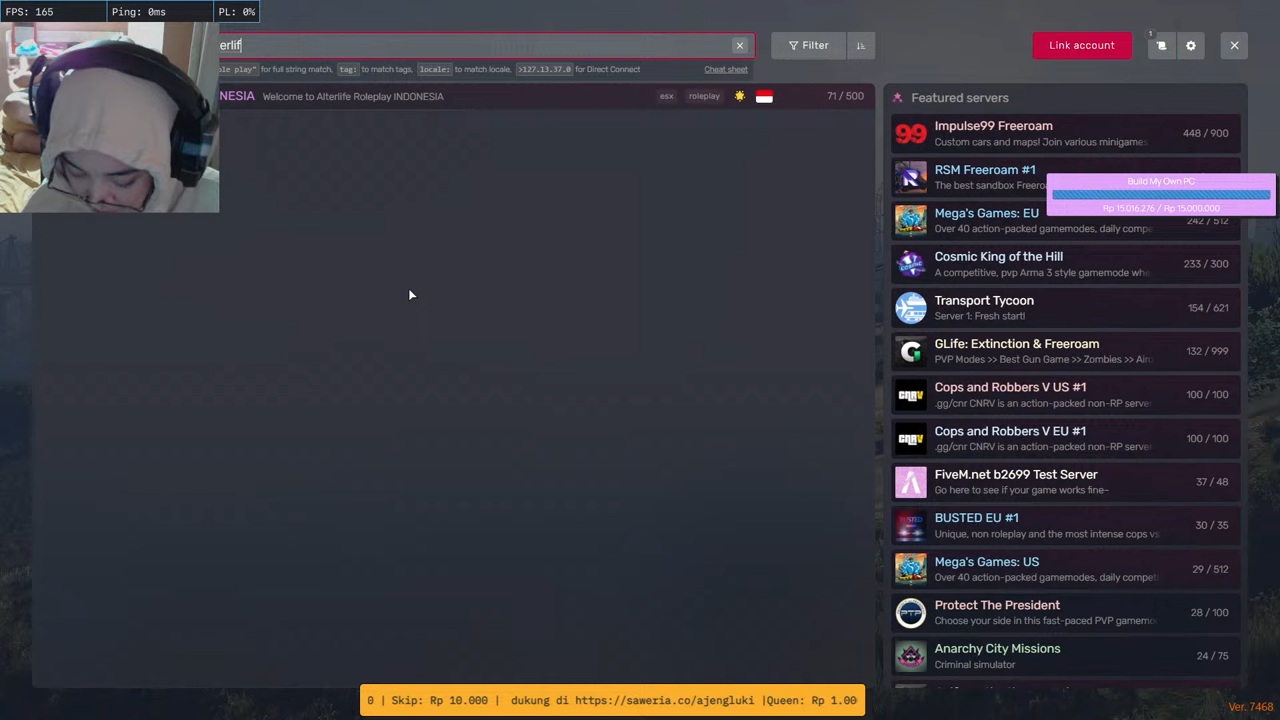 FPS: 165 Ping: 0ms PL: 0%
erlif
Filter
Link account
1
ple play" for full string match, tag: to match tags, locale: to match locale, >127.13.37.0 for Direct Connect
Cheat sheet
NESIA Welcome to Alterlife Roleplay INDONESIA esx roleplay 71 / 500
Featured servers
Impulse99 Freeroam
Custom cars and maps! Join various minigames
448 / 900
RSM Freeroam #1
The best sandbox Freeroa
Build My Own PC
Rp 15.016.276 / Rp 15.000.000
Mega's Games: EU
Over 40 action-packed gamemodes, daily compe
242 / 512
Cosmic King of the Hill
A competitive, pvp Arma 3 style gamemode whe
233 / 300
Transport Tycoon
Server 1: Fresh start!
154 / 621
GLife: Extinction & Freeroam
PVP Modes >> Best Gun Game >> Zombies >> Airc
132 / 999
Cops and Robbers V US #1
.gg/cnr CNRV is an action-packed non-RP serve
100 / 100
Cops and Robbers V EU #1
.gg/cnr CNRV is an action-packed non-RP serve
100 / 100
FiveM.net b2699 Test Server
Go here to see if your game works fine~
37 / 48
BUSTED EU #1
Unique, non roleplay and the most intense cops vs
30 / 35
Mega's Games: US
Over 40 action-packed gamemodes, daily competi
29 / 512
Protect The President
Choose your side in this fast-paced PVP gamemo
28 / 100
Anarchy City Missions
Criminal simulator
24 / 75
0 | Skip: Rp 10.000 | dukung di https://saweria.co/ajengluki |Queen: Rp 1.00
Ver. 7468